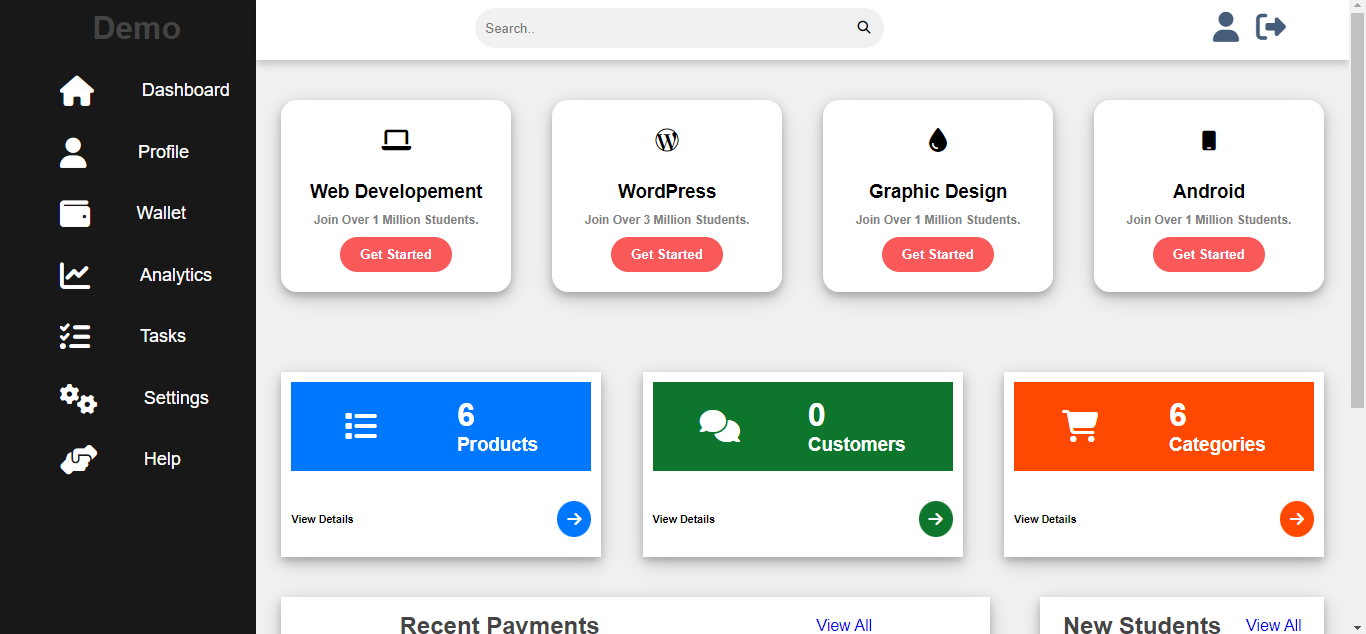 Demo
Search..
Dashboard
Profile
Wallet
Analytics
Tasks
Settings
Help
Web Developement
Join Over 1 Million Students.
Get Started
WordPress
Join Over 3 Million Students.
Get Started
Graphic Design
Join Over 1 Million Students.
Get Started
Android
Join Over 1 Million Students.
Get Started
6
Products
View Details
0
Customers
View Details
6
Categories
View Details
Recent Payments
View All
New Students
View All